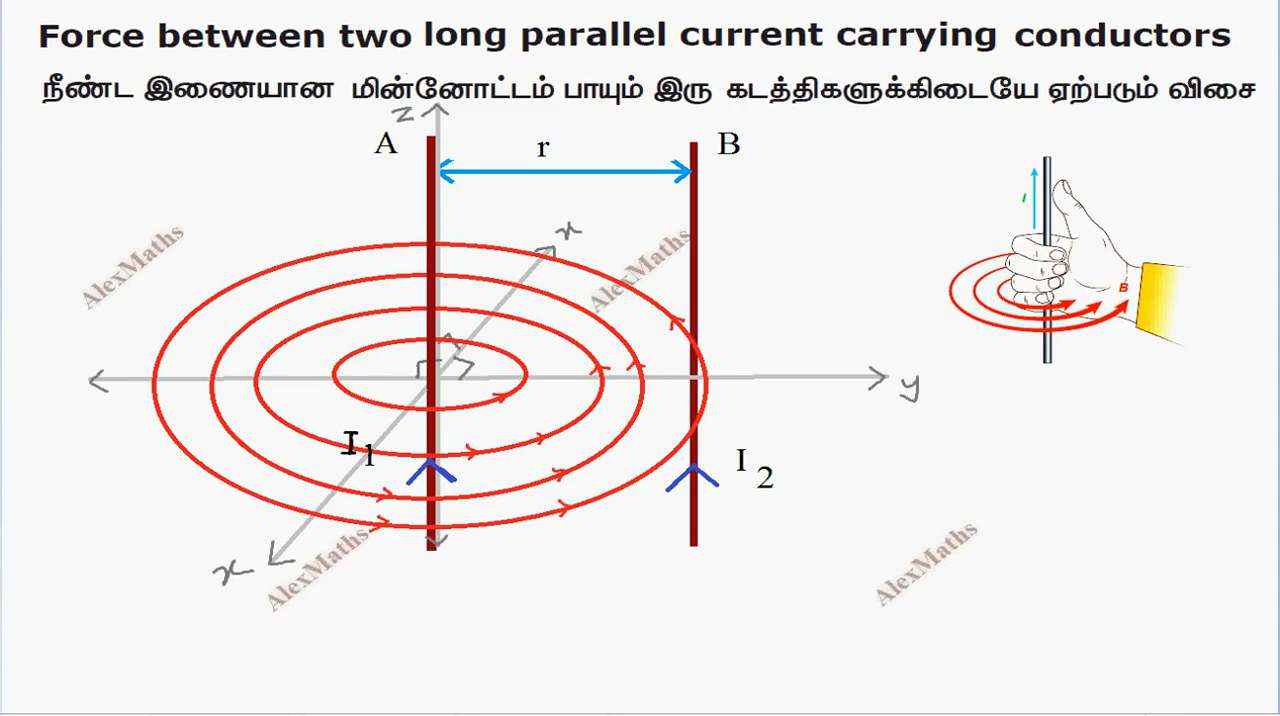 Force between two long parallel current carrying conductors
நீண்ட இணையான மின்னோட்டம் பாயும் இரு கடத்திகளுக்கிடையே ஏற்படும் விசை
z
A r B
x
I
AlexMaths AlexMaths
B
y
I 1 I 2
x
AlexMaths AlexMaths